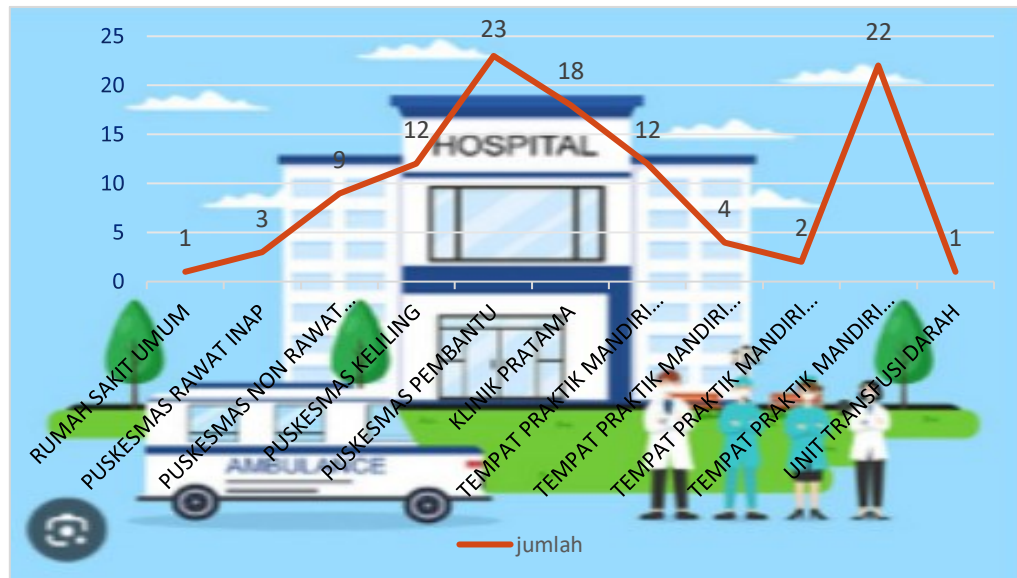 25
20
15
10
5
0
1
3
9
12
23
18
12
4
2
22
1
HOSPITAL
RUMAH SAKIT UMUM
PUSKESMAS RAWAT INAP
PUSKESMAS NON RAWAT...
PUSKESMAS KELILING
PUSKESMAS PEMBANTU
KLINIK PRATAMA
TEMPAT PRAKTIK MANDIRI...
TEMPAT PRAKTIK MANDIRI...
TEMPAT PRAKTIK MANDIRI...
TEMPAT PRAKTIK MANDIRI...
UNIT TRANSFUSI DARAH
AMBULANCE
jumlah